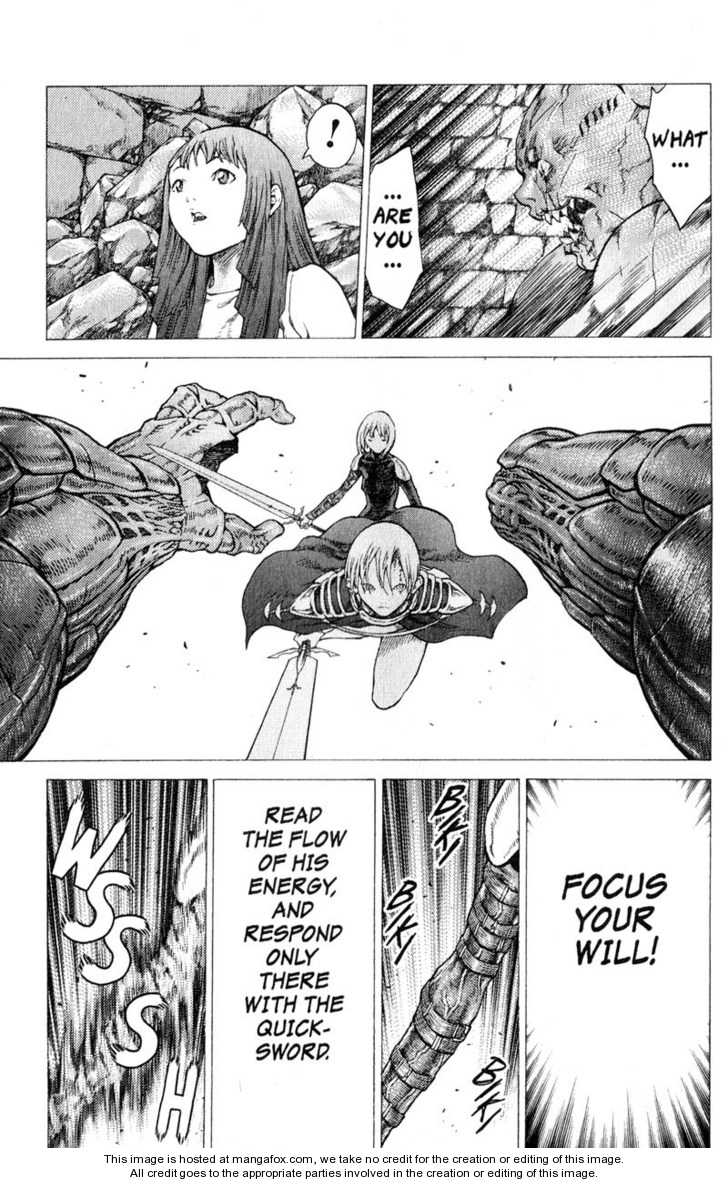 WHAT
...
...
ARE
YOU
...
!
FOCUS
YOUR
WILL!
BIKI
BIKI
BIKI
READ
THE FLOW
OF HIS
ENERGY,
AND
RESPOND
ONLY
THERE
WITH THE
QUICK-
SWORD.
WSSSH
This image is hosted at mangafox.com, we take no credit for the creation or editing of this image.
All credit goes to the appropriate parties involved in the creation or editing of this image.